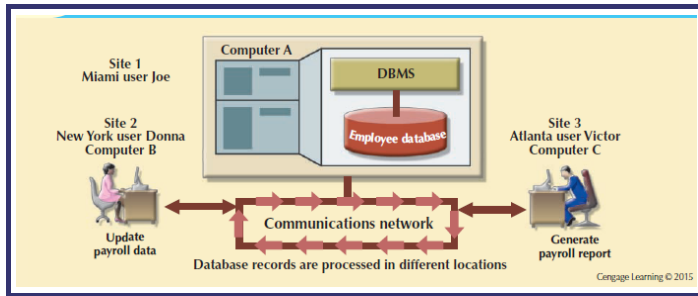 Computer A
Site 1
Miami user Joe
DBMS
Employee database
Site 2
New York user Donna
Computer B
Site 3
Atlanta user Victor
Computer C
Communications network
Update
payroll data
Generate
payroll report
Database records are processed in different locations
Cengage Learning © 2015